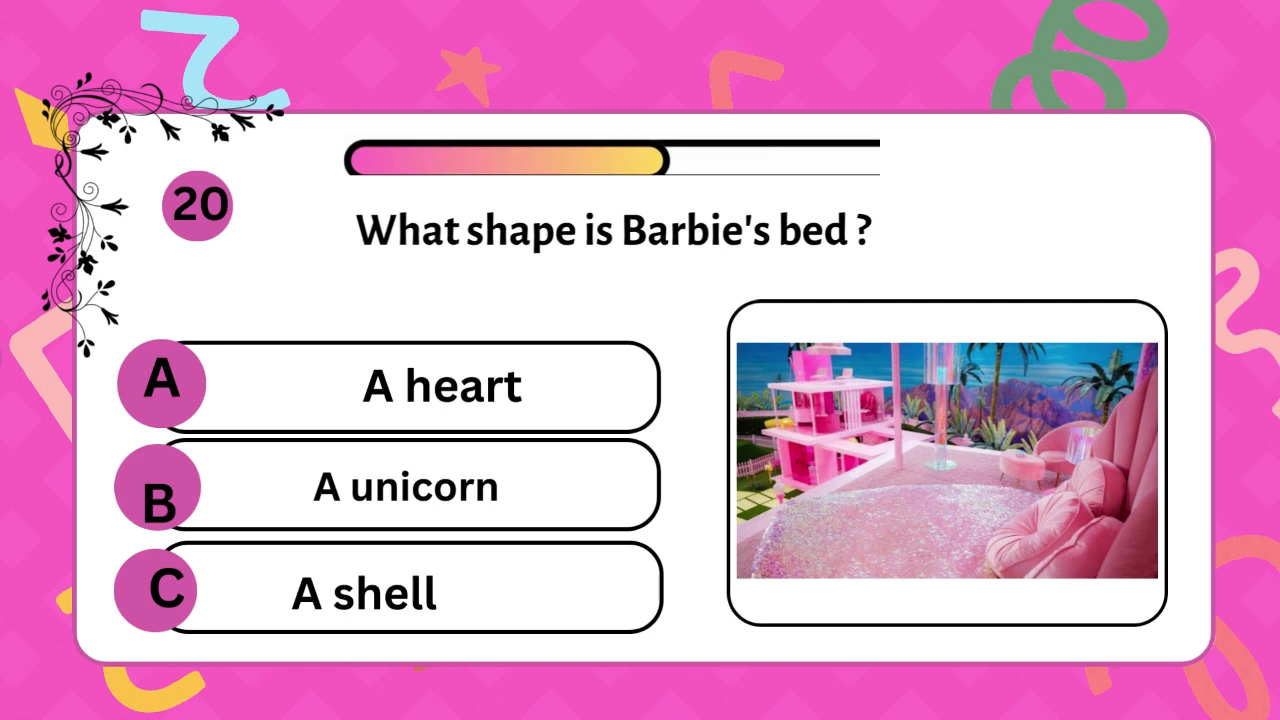 20
What shape is Barbie's bed ?
A
A heart
B
A unicorn
C
A shell